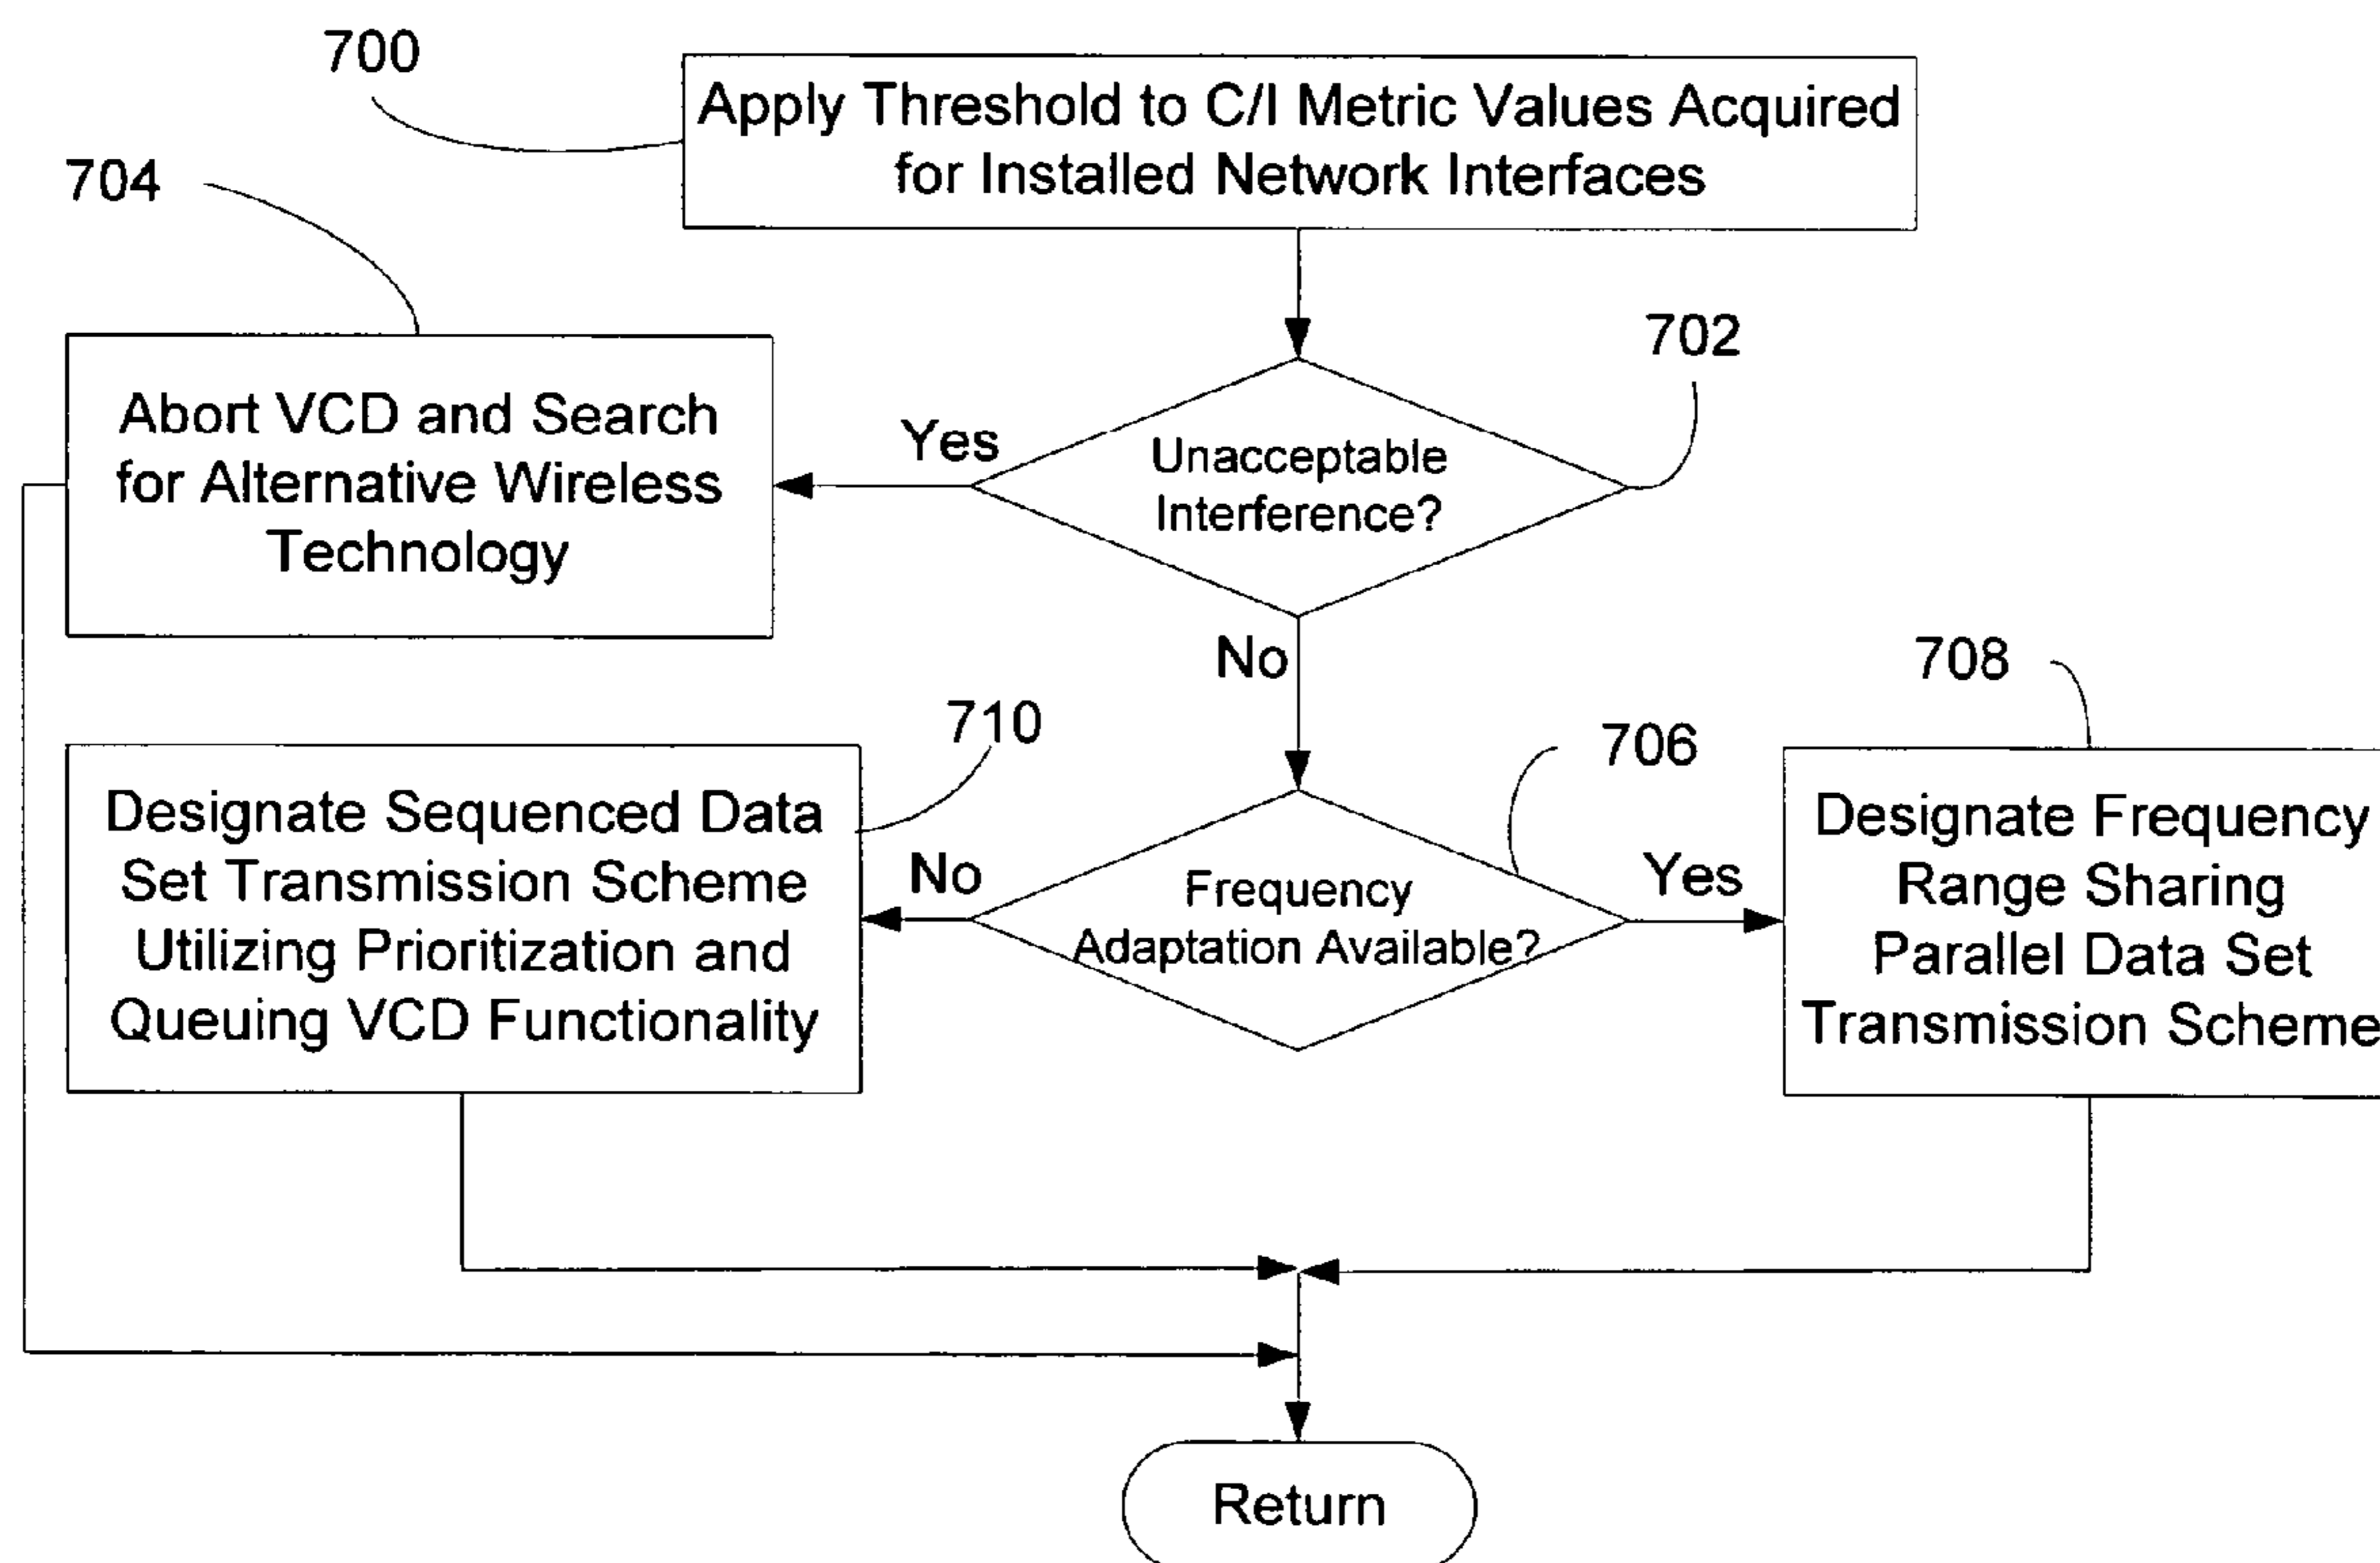 700
Apply Threshold to C/I Metric Values Acquired
for Installed Network Interfaces
704
702
Abort VCD and Search
for Alternative Wireless
Technology
Yes
Unacceptable
Interference?
No
708
710
706
Designate Sequenced Data
Set Transmission Scheme
Utilizing Prioritization and
Queuing VCD Functionality
No
Frequency
Adaptation Available?
Yes
Designate Frequency
Range Sharing
Parallel Data Set
Transmission Scheme
Return